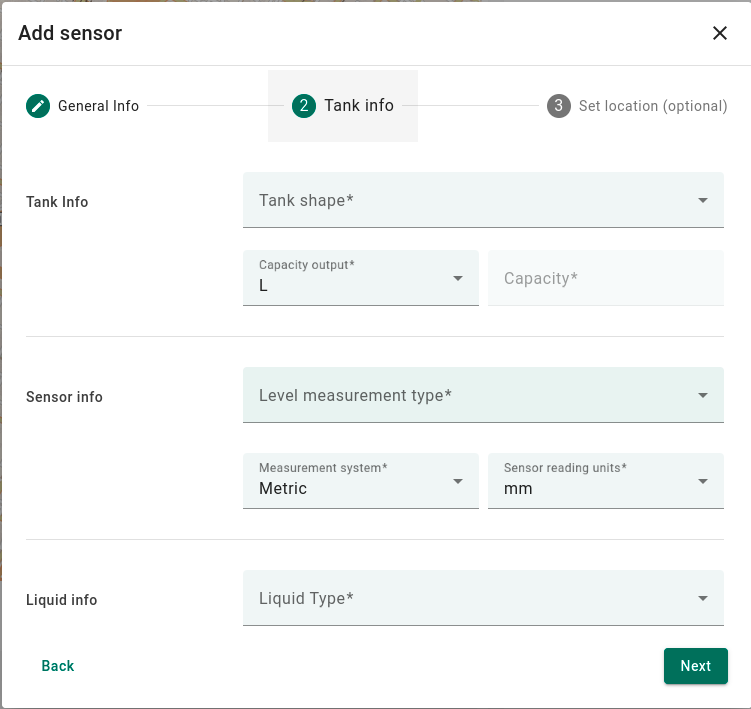 Add sensor
General Info
2 Tank info
3 Set location (optional)
Tank Info
Tank shape*
Capacity output*
L
Capacity*
Sensor info
Level measurement type*
Measurement system*
Metric
Sensor reading units*
mm
Liquid info
Liquid Type*
Back
Next